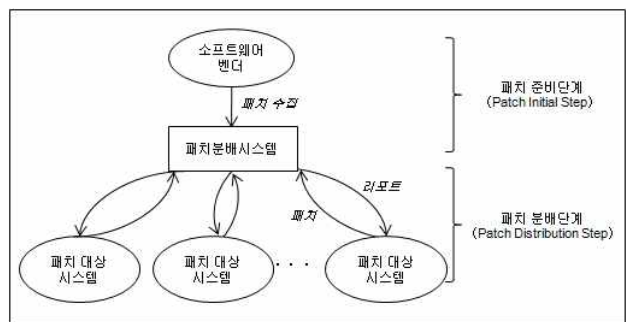 소프트웨어
벤더
패치 수집
패치 준비단계
(Patch Initial Step)
패치분배시스템
리포트
패치
패치 분배단계
(Patch Distribution Step)
패치 대상
시스템
패치 대상
시스템
· · ·
패치 대상
시스템